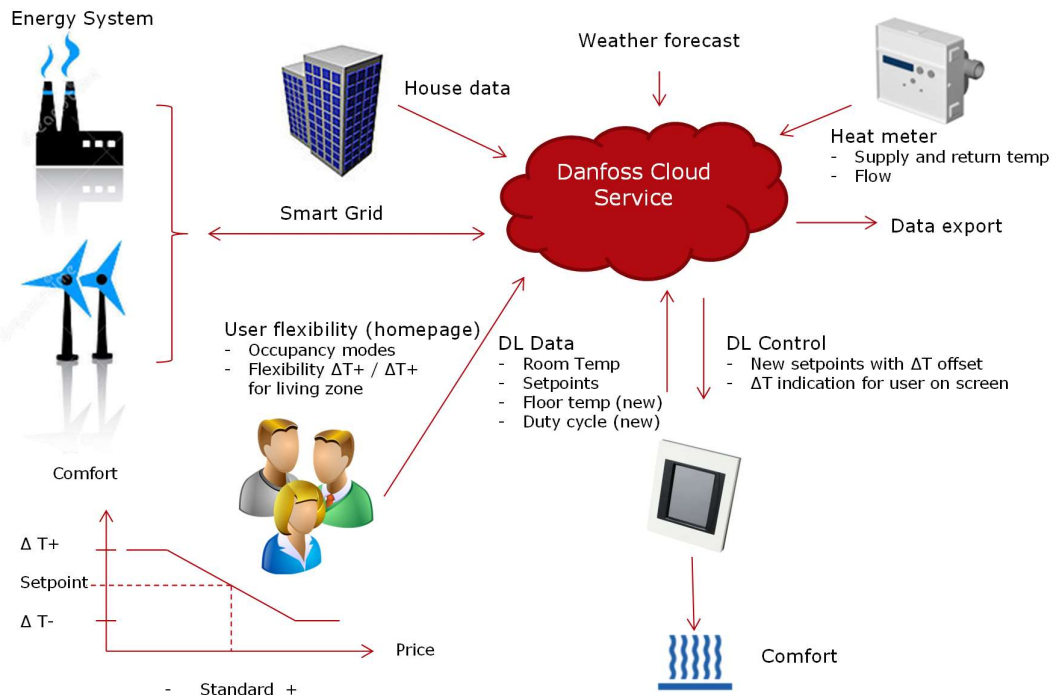 Energy System
Weather forecast
House data
Heat meter
- Supply and return temp
- Flow
Danfoss Cloud
Service
Smart Grid
Data export
User flexibility (homepage)
- Occupancy modes
- Flexibility ΔT+ / ΔT+
for living zone
DL Data
- Room Temp
- Setpoints
- Floor temp (new)
- Duty cycle (new)
DL Control
- New setpoints with ΔT offset
- ΔT indication for user on screen
Comfort
Δ T+
Setpoint
Δ T-
Price
- Standard +
Comfort